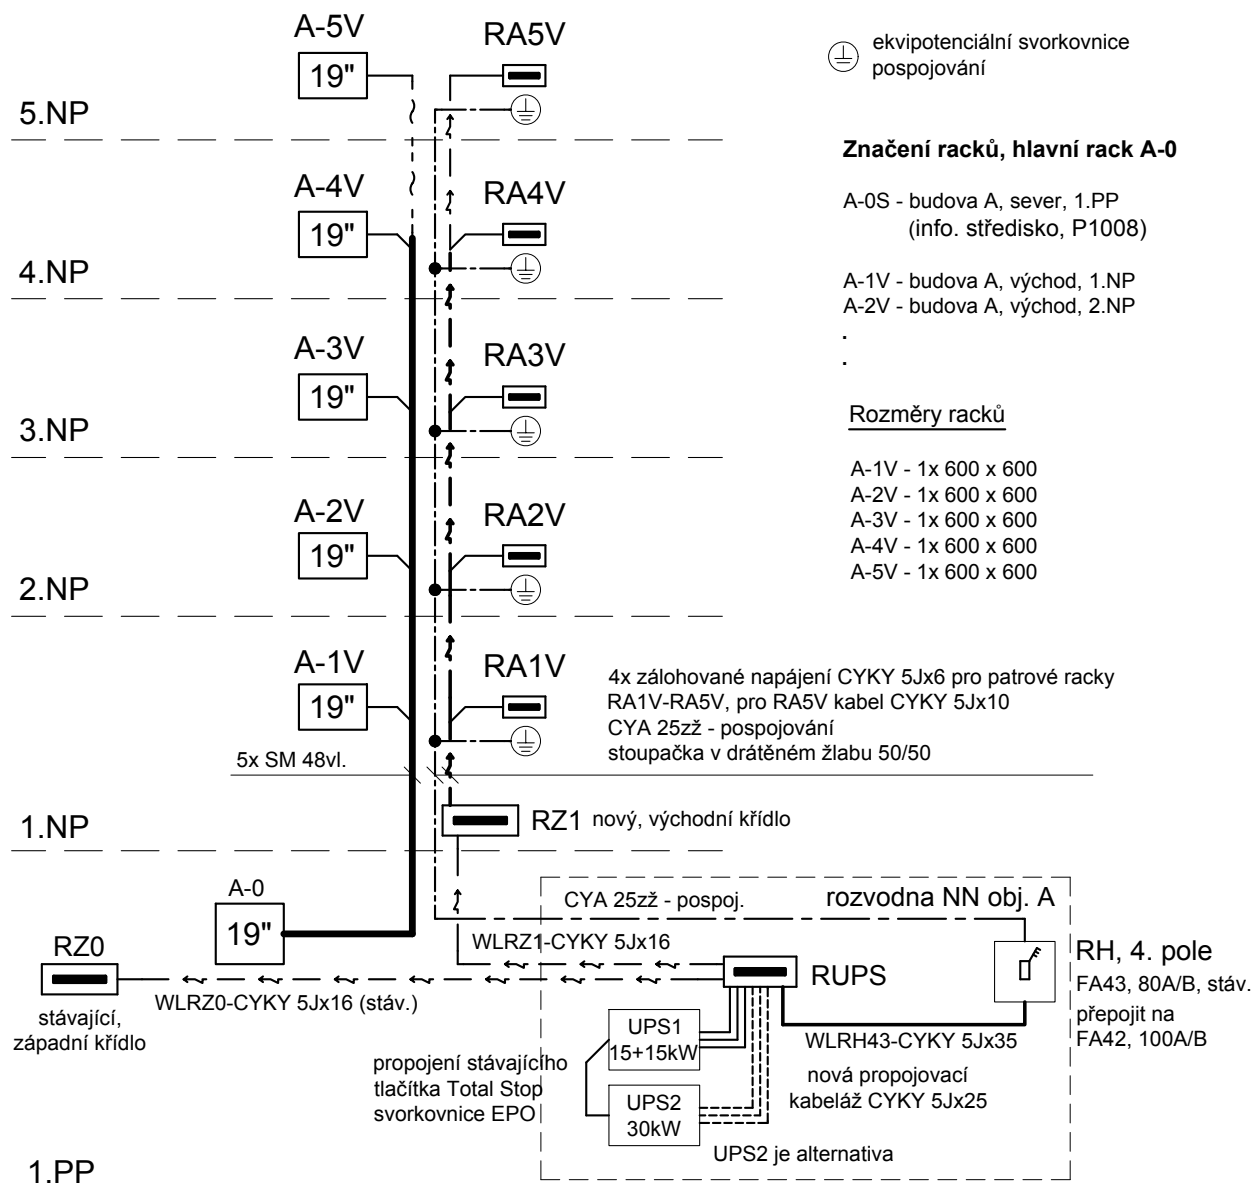 A-5V
RA5V
19"
5.NP
ekvipotenciální svorkovnice
pospojování
Značení racků, hlavní rack A-0
A-0S - budova A, sever, 1.PP
(info. středisko, P1008)
A-1V - budova A, východ, 1.NP
A-2V - budova A, východ, 2.NP
.
.
A-4V
RA4V
19"
4.NP
A-3V
RA3V
19"
3.NP
Rozměry racků
A-1V - 1x 600 x 600
A-2V - 1x 600 x 600
A-3V - 1x 600 x 600
A-4V - 1x 600 x 600
A-5V - 1x 600 x 600
A-2V
RA2V
19"
2.NP
A-1V
RA1V
19"
4x zálohované napájení CYKY 5Jx6 pro patrové racky
RA1V-RA5V, pro RA5V kabel CYKY 5Jx10
CYA 25zž - pospojování
stoupačka v drátěném žlabu 50/50
5x SM 48vl.
RZ1 nový, východní křídlo
1.NP
A-0
19"
RZ0
stávající,
západní křídlo
WLRZ0-CYKY 5Jx16 (stáv.)
WLRZ1-CYKY 5Jx16
CYA 25zž - pospoj.
rozvodna NN obj. A
RUPS
RH, 4. pole
FA43, 80A/B, stáv.
přepojit na
FA42, 100A/B
UPS1
15+15kW
WLRH43-CYKY 5Jx35
nová propojovací
kabeláž CYKY 5Jx25
propojení stávajícího
tlačítka Total Stop
svorkovnice EPO
UPS2
30kW
UPS2 je alternativa
1.PP